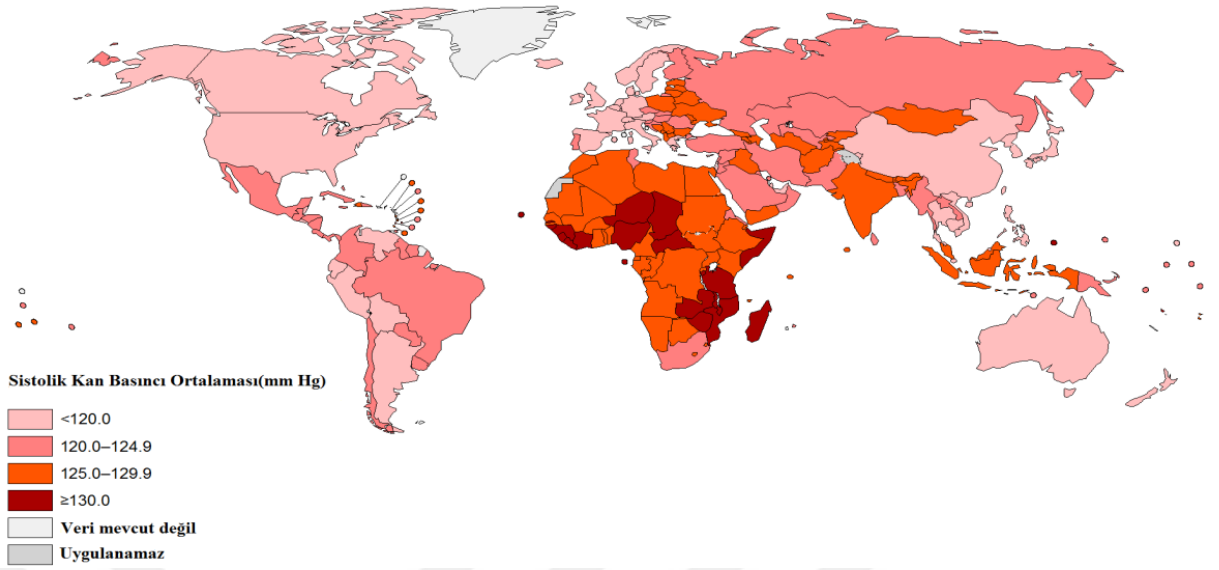 Sistolik Kan Basıncı Ortalaması(mm Hg)
<120.0
120.0–124.9
125.0–129.9
≥130.0
Veri mevcut değil
Uygulanamaz